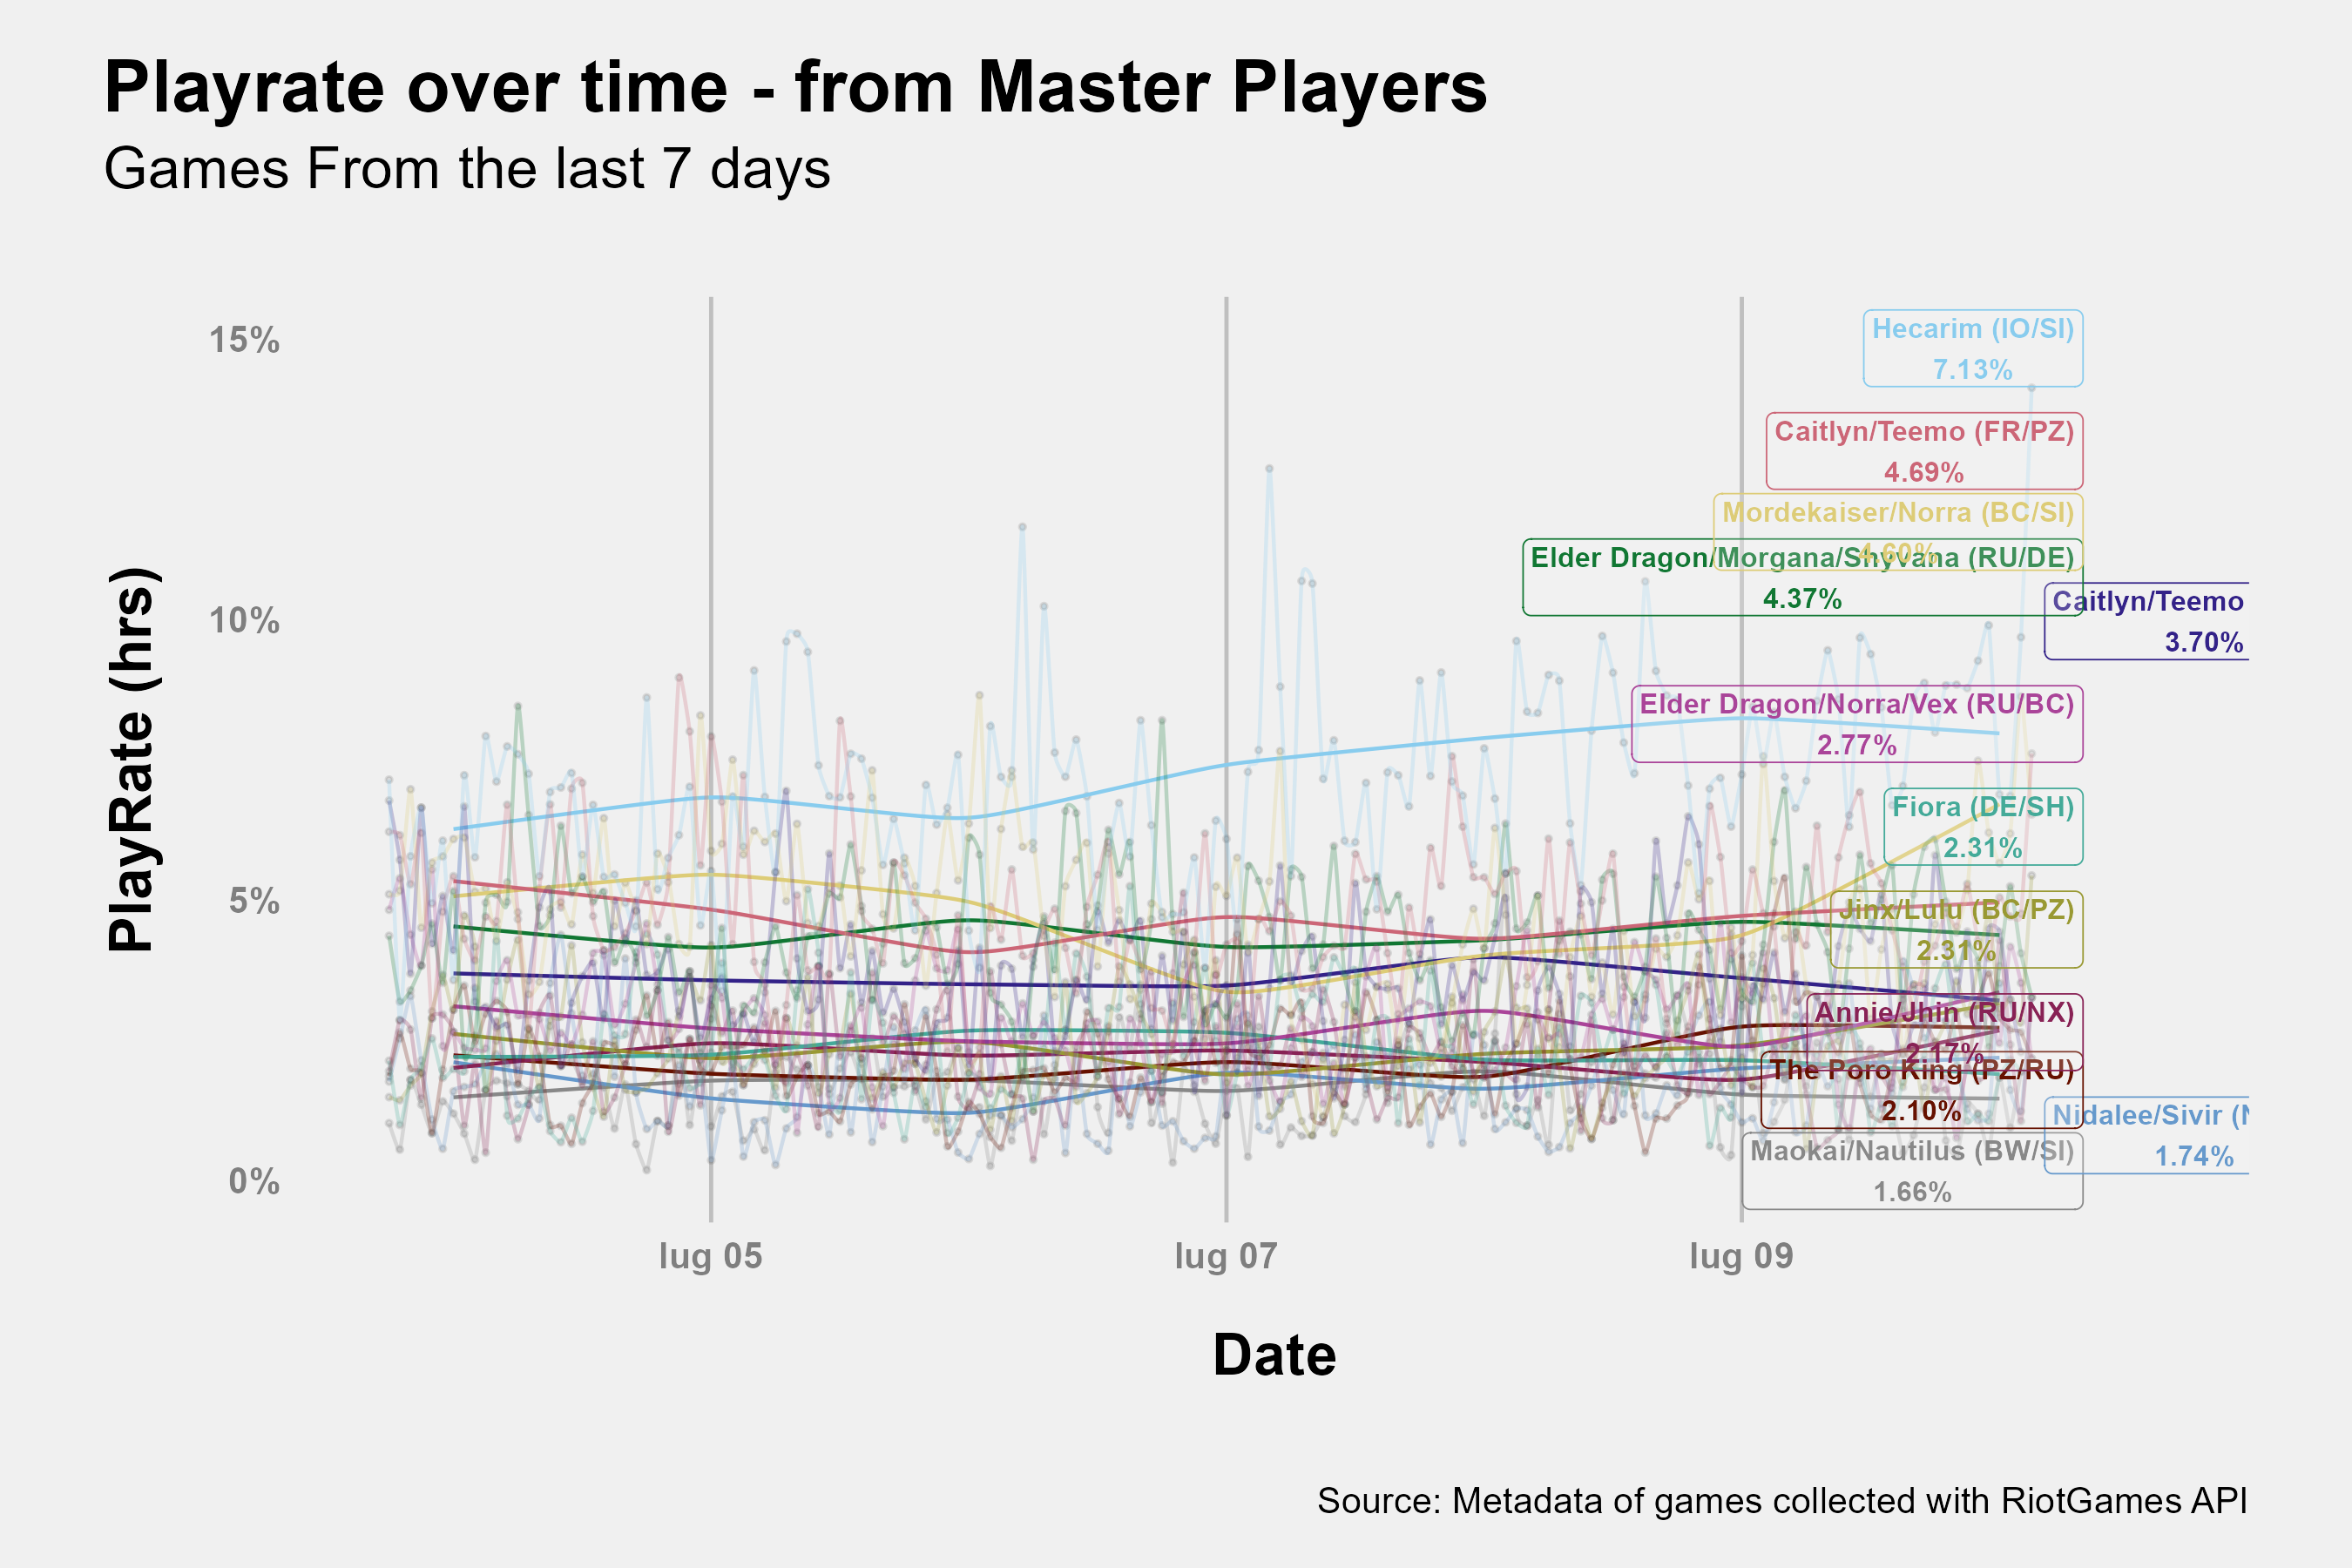 Playrate over time - from Master Players
Games From the last 7 days
PlayRate (hrs)
15%
10%
5%
0%
Hecarim (IO/SI)
7.13%
Caitlyn/Teemo (FR/PZ)
4.69%
Mordekaiser/Norra (BC/SI)
4.60%
Elder Dragon/Morgana/Shyvana (RU/DE)
4.37%
Caitlyn/Teemo
3.70%
Elder Dragon/Norra/Vex (RU/BC)
2.77%
Fiora (DE/SH)
2.31%
Jinx/Lulu (BC/PZ)
2.31%
Annie/Jhin (RU/NX)
2.17%
The Poro King (PZ/RU)
2.10%
Nidalee/Sivir (
1.74%
Maokai/Nautilus (BW/SI)
1.66%
lug 05
lug 07
lug 09
Date
Source: Metadata of games collected with RiotGames API